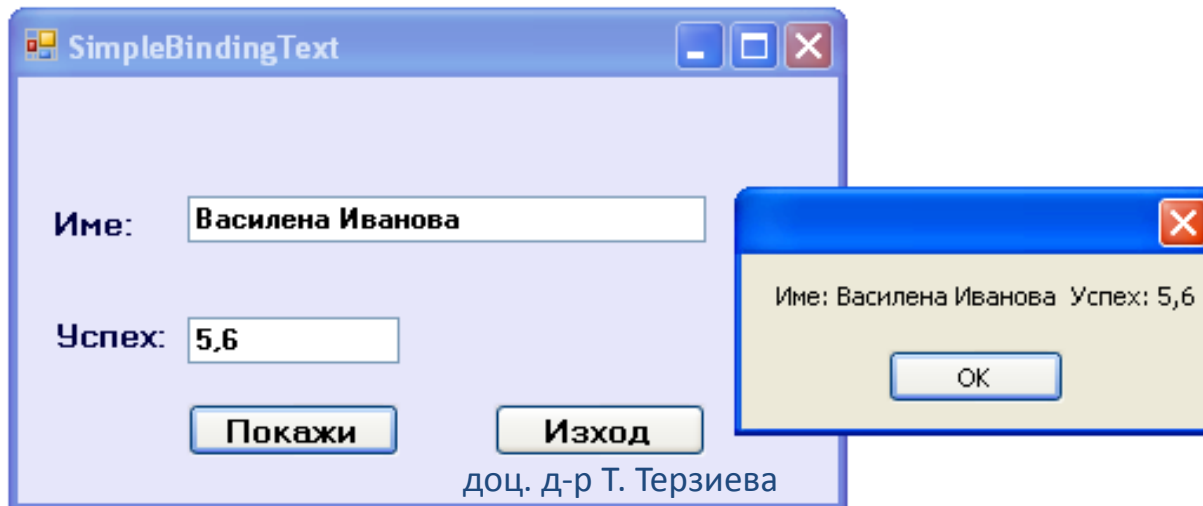 SimpleBindingText
Име: Василена Иванова
Успех: 5,6
Покажи Изход
Име: Василена Иванова Успех: 5,6
OK
доц. д-р Т. Терзиева